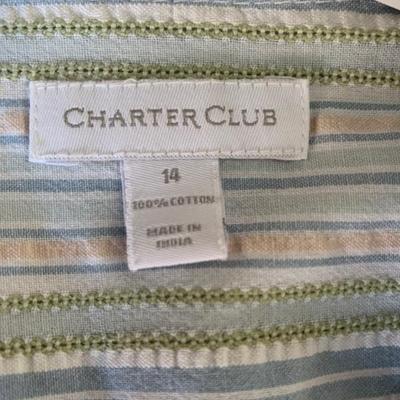 CHARTER CLUB
14
100% COTTON
MADE IN
INDIA